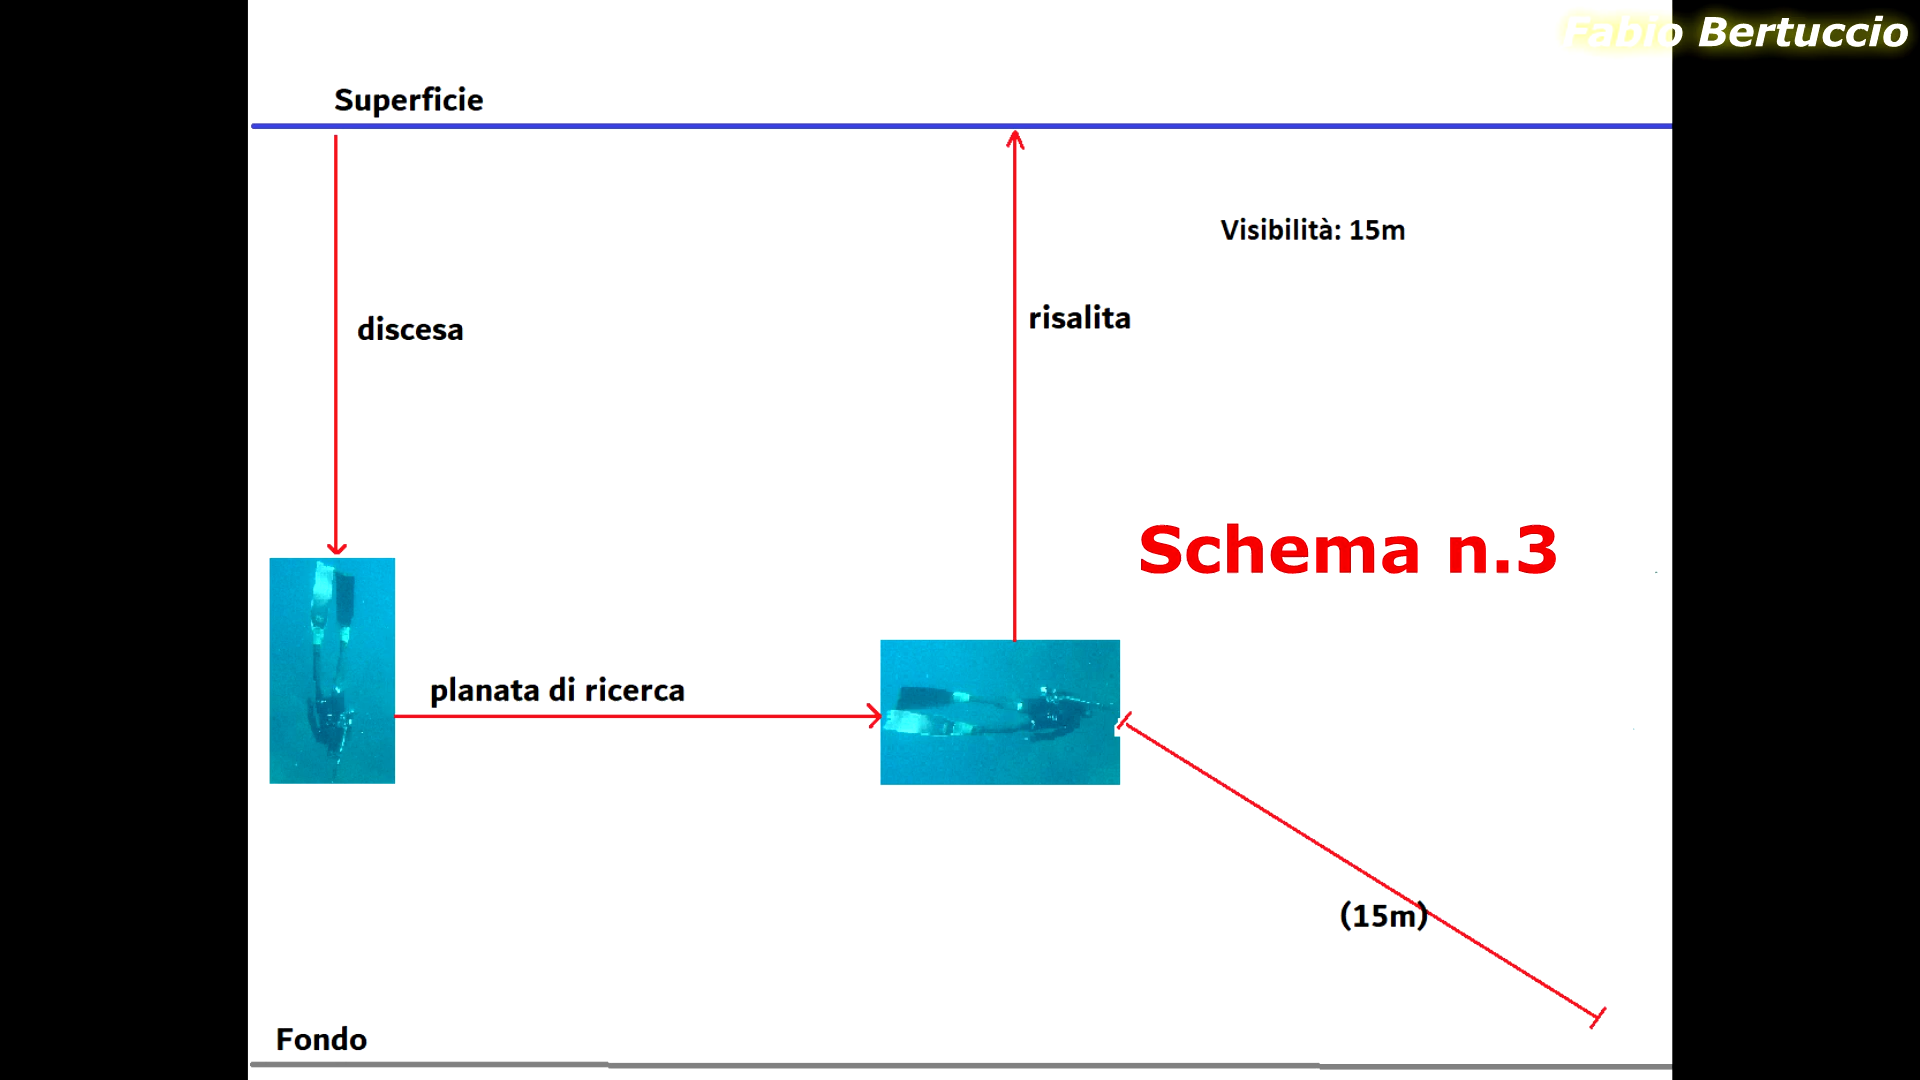 Fabio Bertuccio
Superficie
Visibilità: 15m
discesa
risalita
Schema n.3
planata di ricerca
(15m)
Fondo